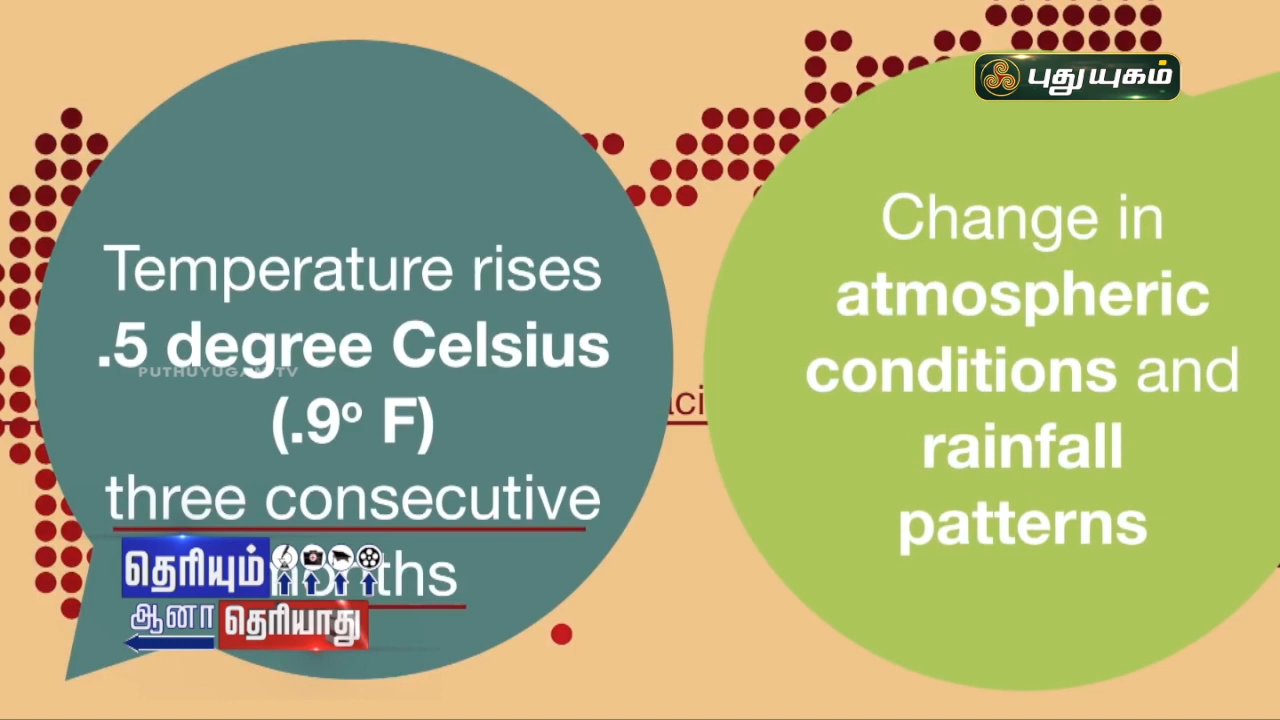 புதுயுகம்
Temperature rises
.5 degree Celsius
(.9º F)
three consecutive
months
PUTHUYUGAM TV
Change in
atmospheric
conditions and
rainfall
patterns
தெரியும்
ஆனா தெரியாது